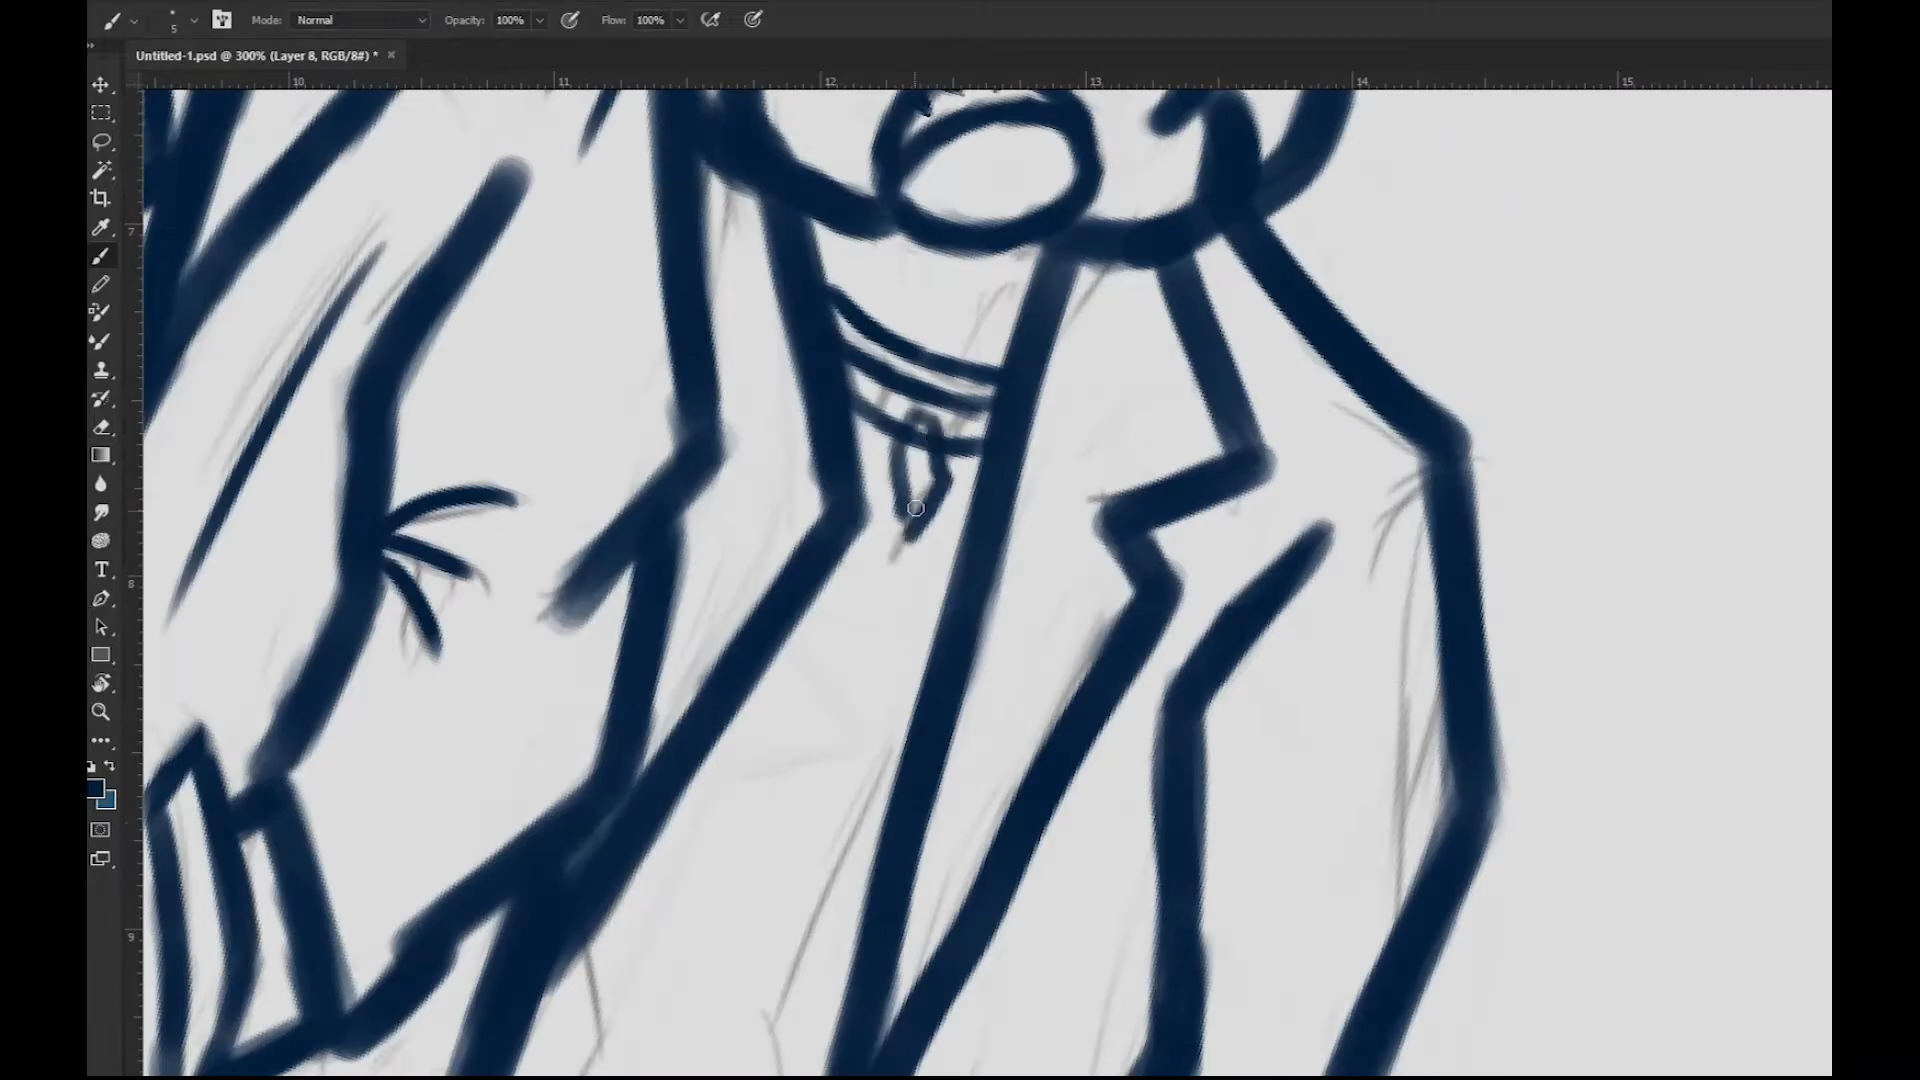 5 Mode: Normal Opacity: 100% Flow: 100%
Untitled-1.psd @ 300% (Layer 8, RGB/8#) * ×
10 11 12 13 14 15
7
8
9